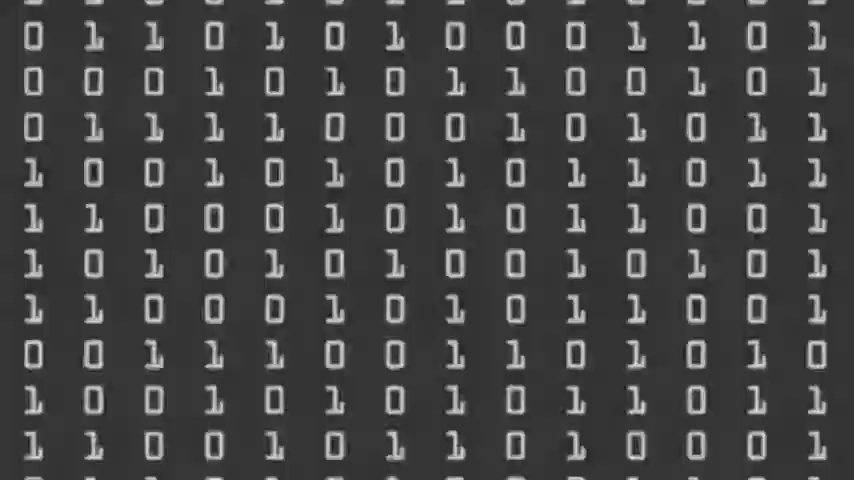 0 1 1 0 1 0 1 0 0 0 1 1 0 1
0 0 0 1 0 1 0 1 1 0 0 1 0 1
0 1 1 1 1 0 0 0 1 0 1 0 1 1
1 0 0 1 0 1 0 1 0 1 1 0 1 1
1 1 0 0 0 1 0 1 0 1 1 0 0 1
1 0 1 0 1 0 1 0 0 1 0 1 0 1
1 1 0 0 0 1 0 1 0 1 1 0 0 1
0 0 1 1 1 0 0 1 1 0 1 0 1 0
1 0 0 1 0 1 0 1 0 1 1 0 1 1
1 1 0 0 1 0 1 1 0 1 0 0 0 1